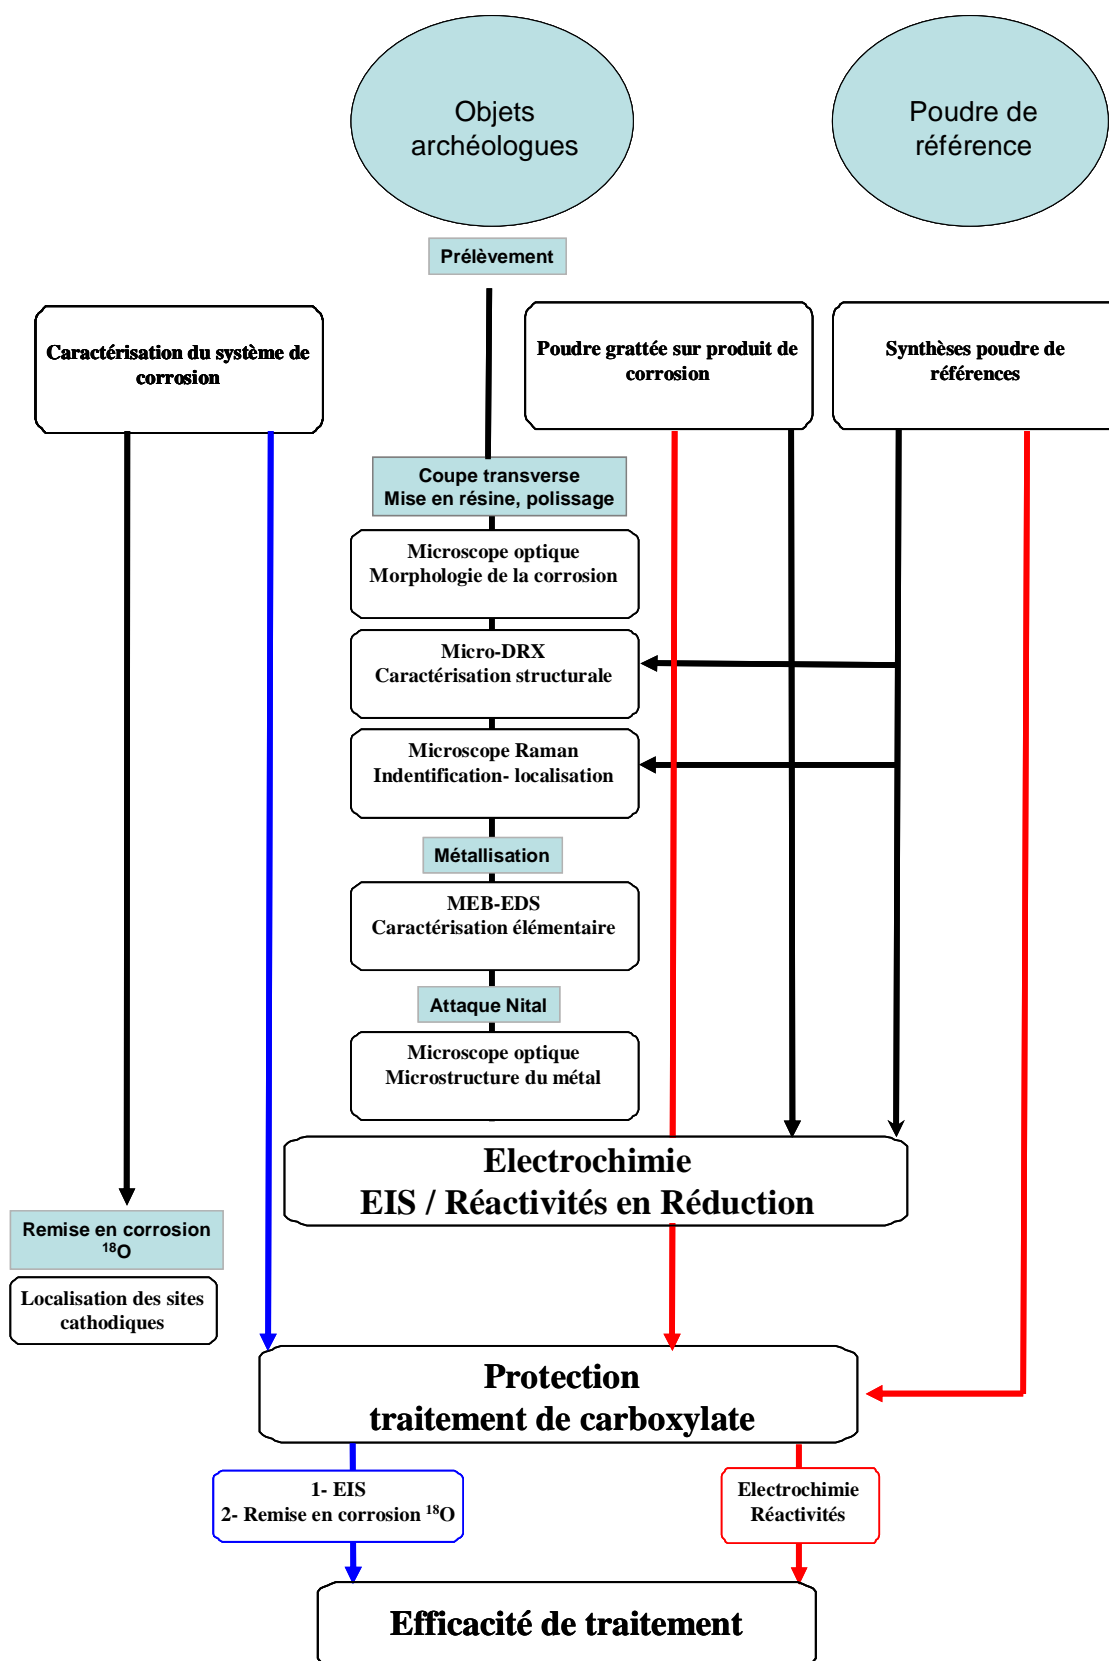 Objets
archéologues
Poudre de
référence
Prélèvement
Caractérisation du système de
corrosion
Poudre grattée sur produit de
corrosion
Synthèses poudre de
références
Coupe transverse
Mise en résine, polissage
Microscope optique
Morphologie de la corrosion
Micro-DRX
Caractérisation structurale
Microscope Raman
Indentification- localisation
Métallisation
MEB-EDS
Caractérisation élémentaire
Attaque Nital
Microscope optique
Microstructure du métal
Electrochimie
EIS / Réactivités en Réduction
Remise en corrosion
¹⁸O
Localisation des sites
cathodiques
Protection
traitement de carboxylate
1- EIS
2- Remise en corrosion ¹⁸O
Electrochimie
Réactivités
Efficacité de traitement